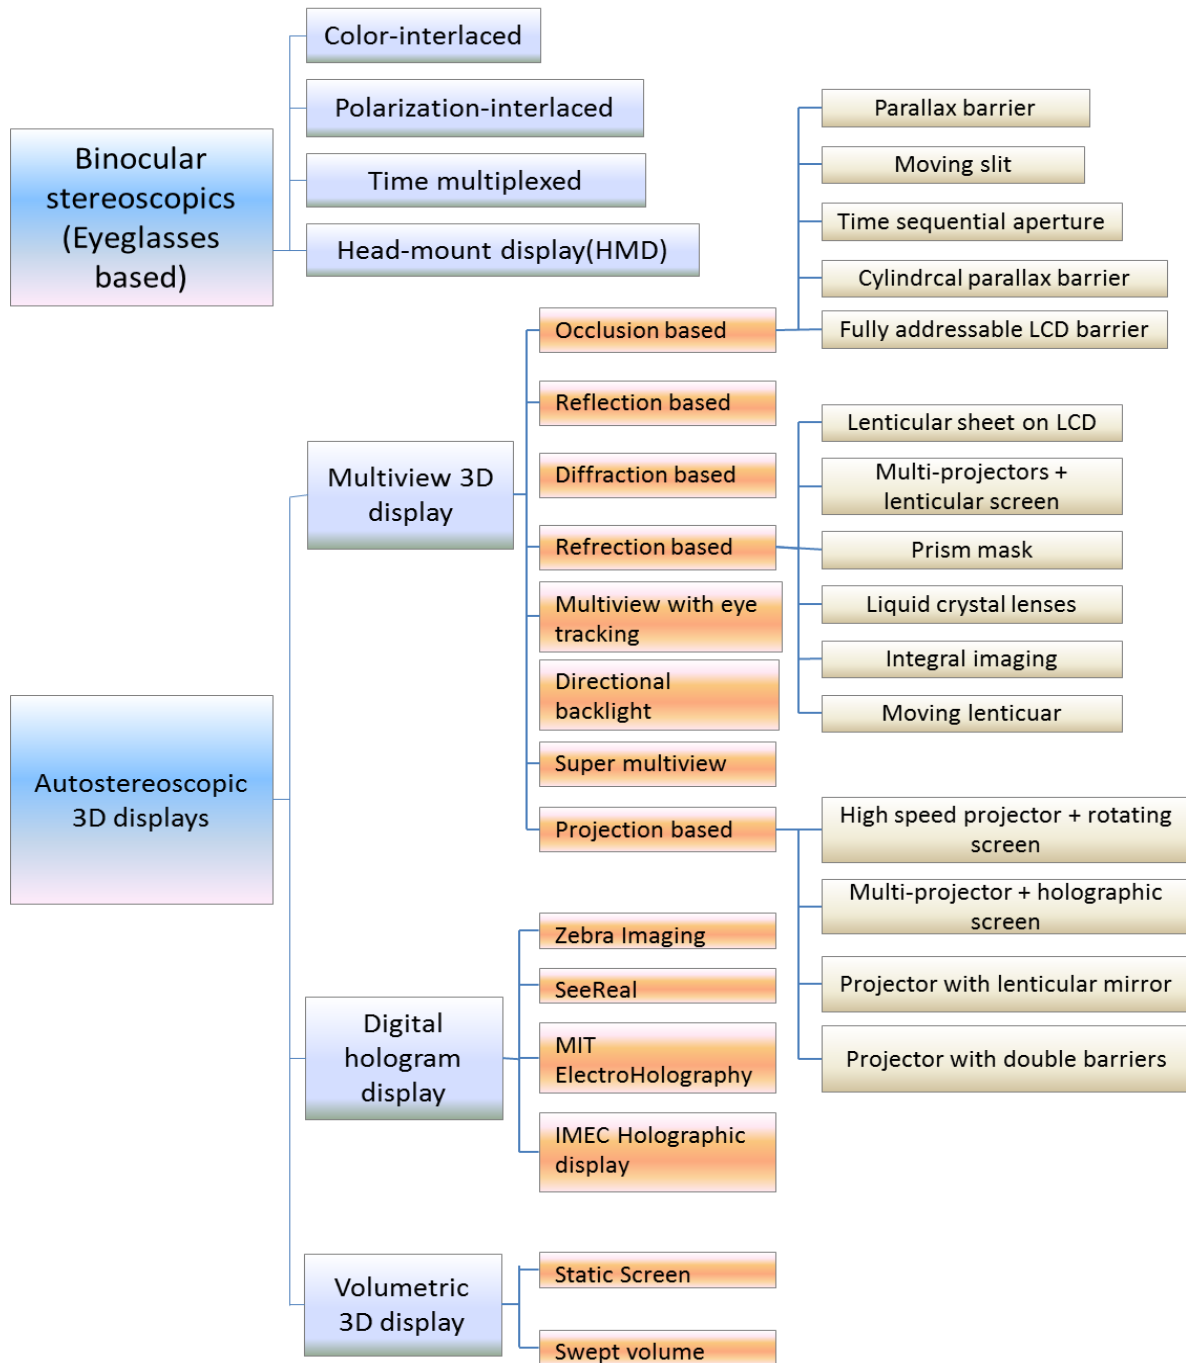 Color-interlaced
Polarization-interlaced
Time multiplexed
Head-mount display(HMD)
Binocular
stereoscopics
(Eyeglasses
based)
Parallax barrier
Moving slit
Time sequential aperture
Cylindrcal parallax barrier
Fully addressable LCD barrier
Occlusion based
Reflection based
Diffraction based
Refrection based
Multiview with eye
tracking
Directional
backlight
Super multiview
Projection based
Multiview 3D
display
Lenticular sheet on LCD
Multi-projectors +
lenticular screen
Prism mask
Liquid crystal lenses
Integral imaging
Moving lenticuar
Autostereoscopic
3D displays
High speed projector + rotating
screen
Multi-projector + holographic
screen
Projector with lenticular mirror
Projector with double barriers
Zebra Imaging
SeeReal
MIT
ElectroHolography
IMEC Holographic
display
Digital
hologram
display
Volumetric
3D display
Static Screen
Swept volume